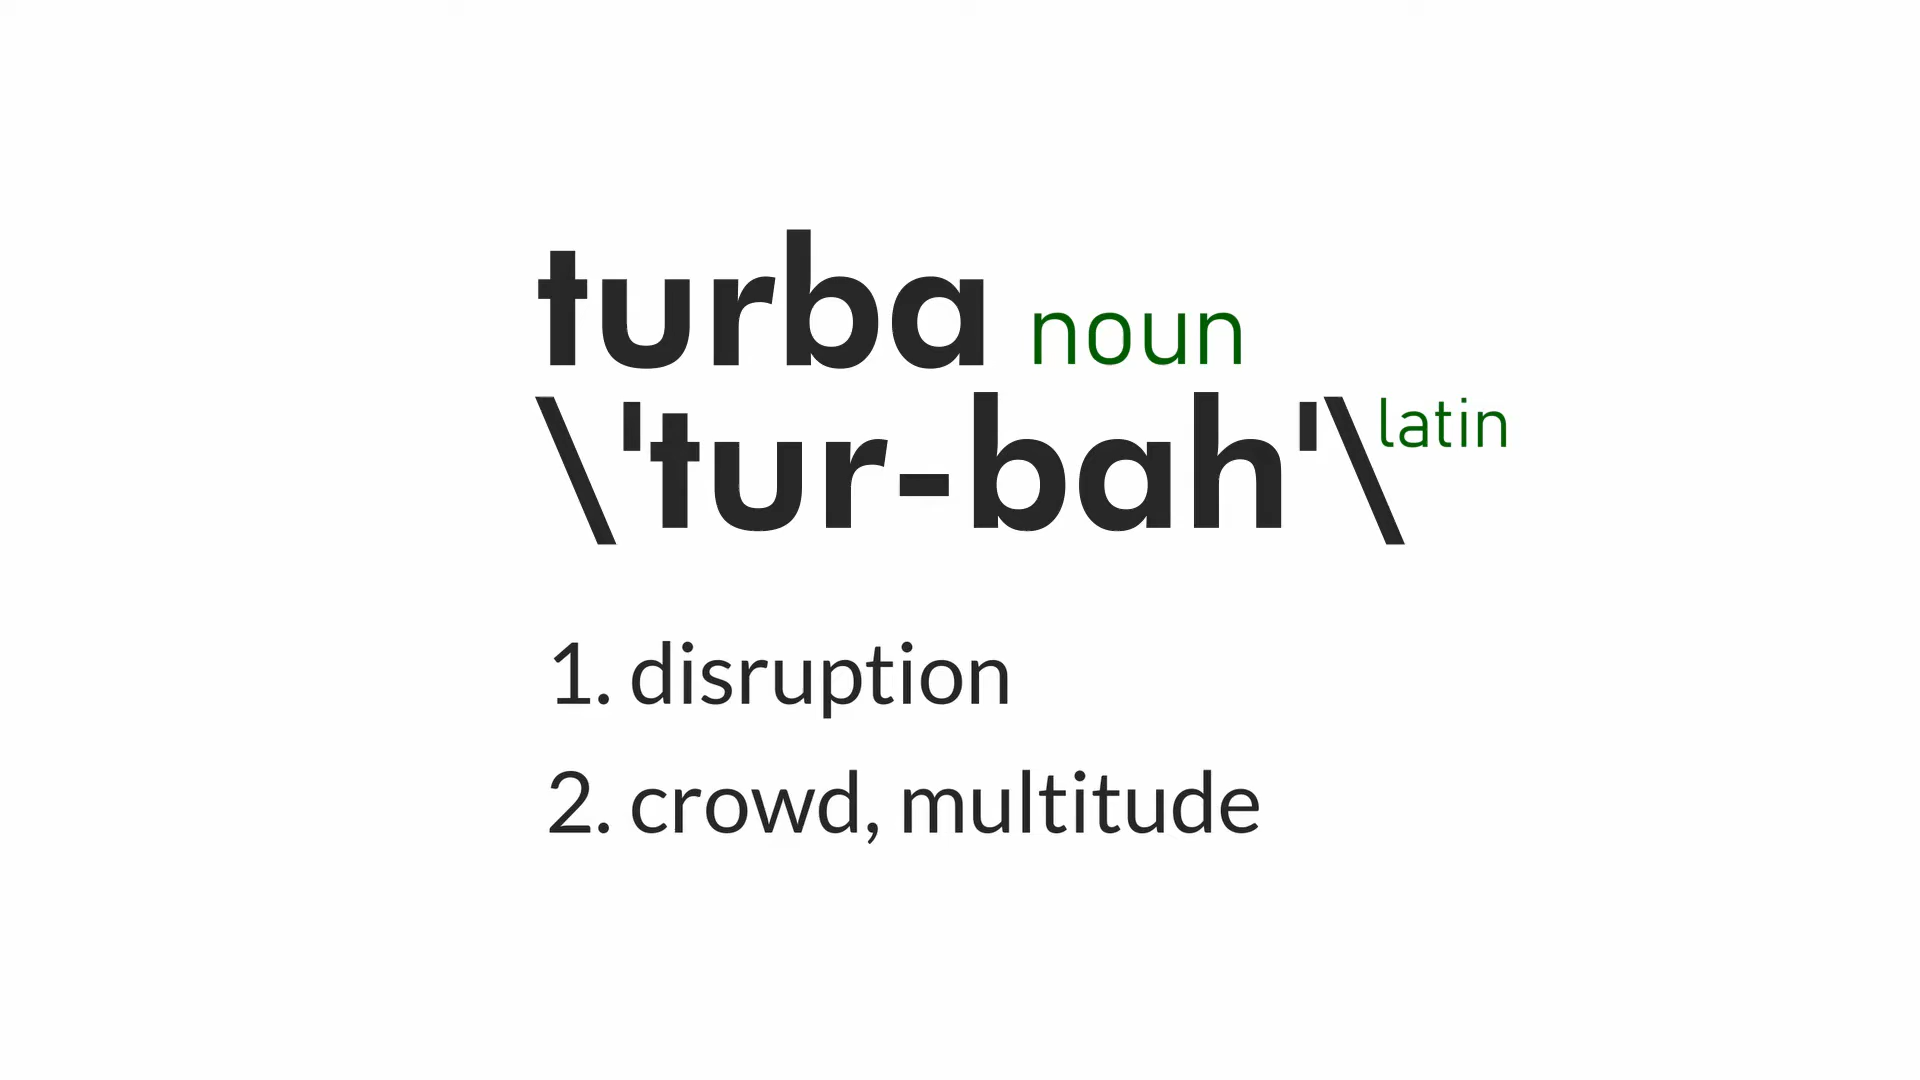 turba noun
\'tur-bah'\ latin
1. disruption
2. crowd, multitude